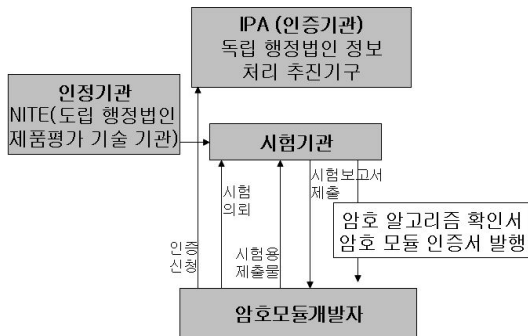 IPA (인증기관)
독립 행정법인 정보
처리 추진기구
인정기관
NITE(도립 행정법인
제품평가 기술 기관)
시험기관
시험
의뢰
시험보고서
제출
암호 알고리즘 확인서
암호 모듈 인증서 발행
인증
신청
시험용
제출물
암호모듈개발자